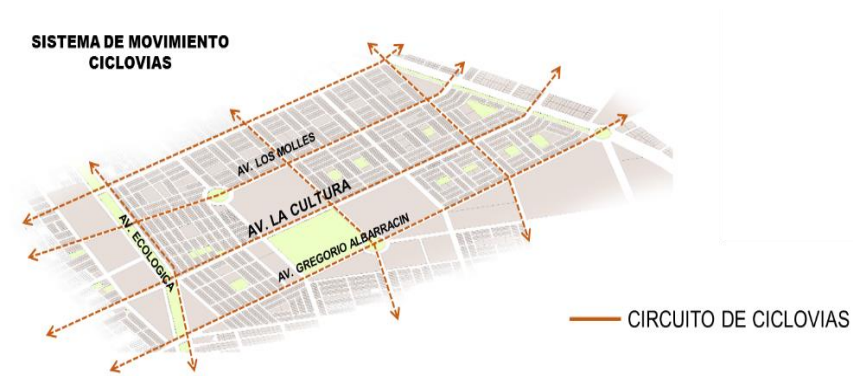 SISTEMA DE MOVIMIENTO
CICLOVIAS
AV. LOS MOLLES
AV. LA CULTURA
AV. ECOLOGICA
AV. GREGORIO ALBARRACIN
CIRCUITO DE CICLOVIAS